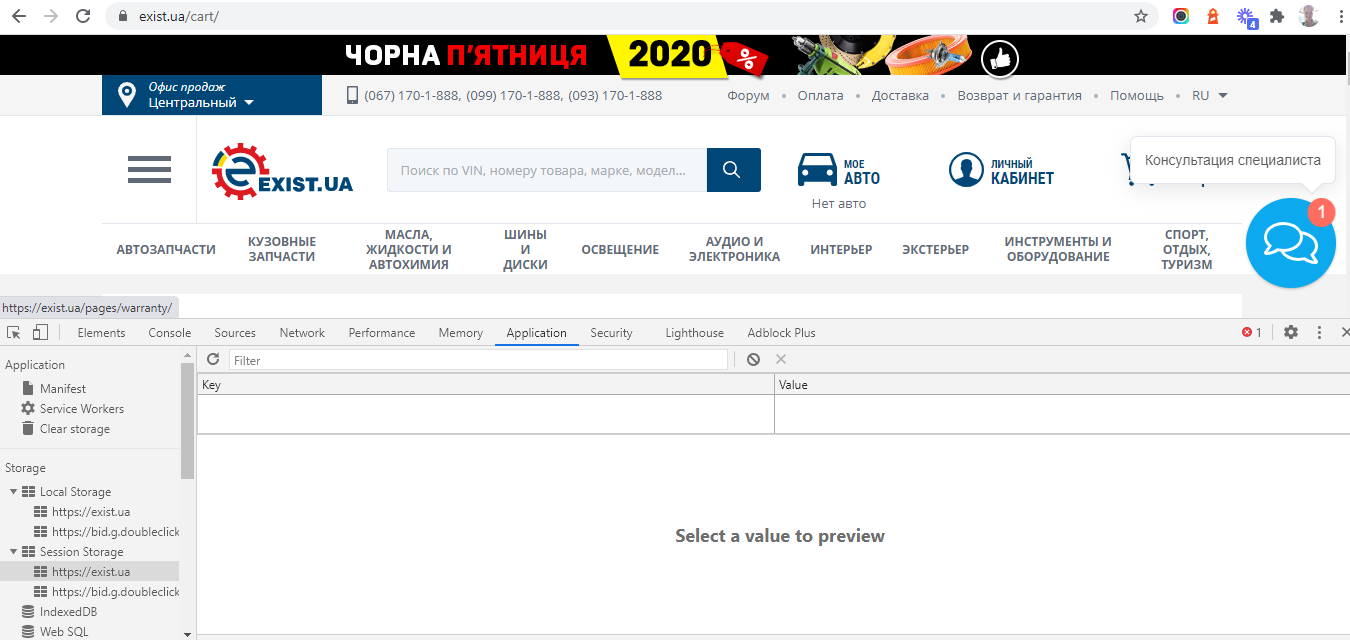 exist.ua/cart/
4
ЧОРНА П'ЯТНИЦЯ 2020 %
Офис продаж
Центральный
(067) 170-1-888, (099) 170-1-888, (093) 170-1-888
Форум • Оплата • Доставка • Возврат и гарантия • Помощь • RU
EXIST.UA
Поиск по VIN, номеру товара, марке, модел...
МОЕ
АВТО
Нет авто
ЛИЧНЫЙ
КАБИНЕТ
Консультация специалиста
1
АВТОЗАПЧАСТИ
КУЗОВНЫЕ
ЗАПЧАСТИ
МАСЛА,
ЖИДКОСТИ И
АВТОХИМИЯ
ШИНЫ
И
ДИСКИ
ОСВЕЩЕНИЕ
АУДИО И
ЭЛЕКТРОНИКА
ИНТЕРЬЕР
ЭКСТЕРЬЕР
ИНСТРУМЕНТЫ И
ОБОРУДОВАНИЕ
СПОРТ,
ОТДЫХ,
ТУРИЗМ
https://exist.ua/pages/warranty/
Elements Console Sources Network Performance Memory Application Security Lighthouse Adblock Plus 1
Application
Manifest
Service Workers
Clear storage
Storage
Local Storage
https://exist.ua
https://bid.g.doubleclick
Session Storage
https://exist.ua
https://bid.g.doubleclick
IndexedDB
Web SQL
Filter
Key Value
Select a value to preview